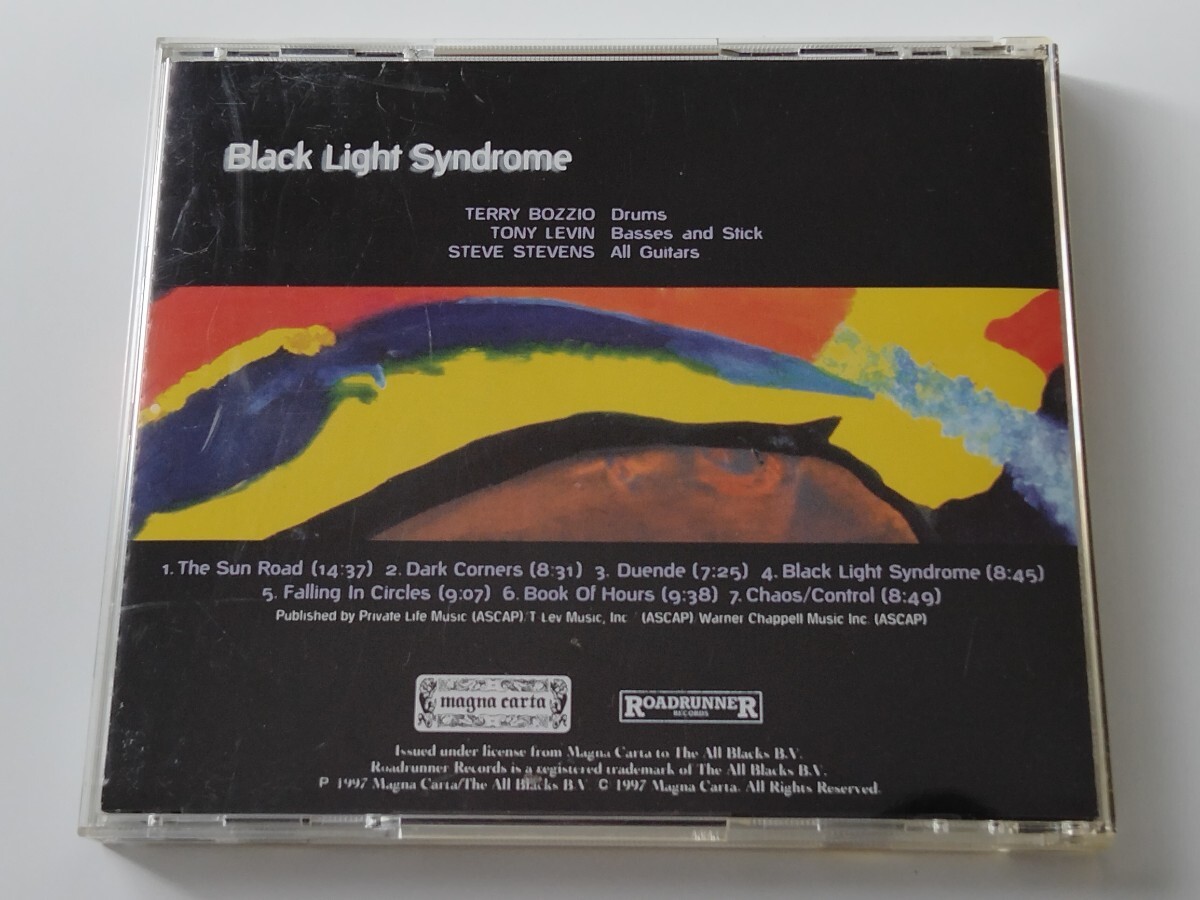 Black Light Syndrome
TERRY BOZZIO Drums
TONY LEVIN Basses and Stick
STEVE STEVENS All Guitars
1. The Sun Road (14:37) 2. Dark Corners (8:31) 3. Duende (7:25) 4. Black Light Syndrome (8:45)
5. Falling In Circles (9:07) 6. Book Of Hours (9:38) 7. Chaos/Control (8:49)
Published by Private Life Music (ASCAP)/T-Lev Music, Inc. (ASCAP)/Warner Chappell Music Inc. (ASCAP)
magna carta
ROADRUNNER
RECORDS
Issued under license from Magna Carta to The All Blacks B.V.
Roadrunner Records is a registered trademark of The All Blacks B.V.
P 1997 Magna Carta/The All Blacks B.V. © 1997 Magna Carta. All Rights Reserved.